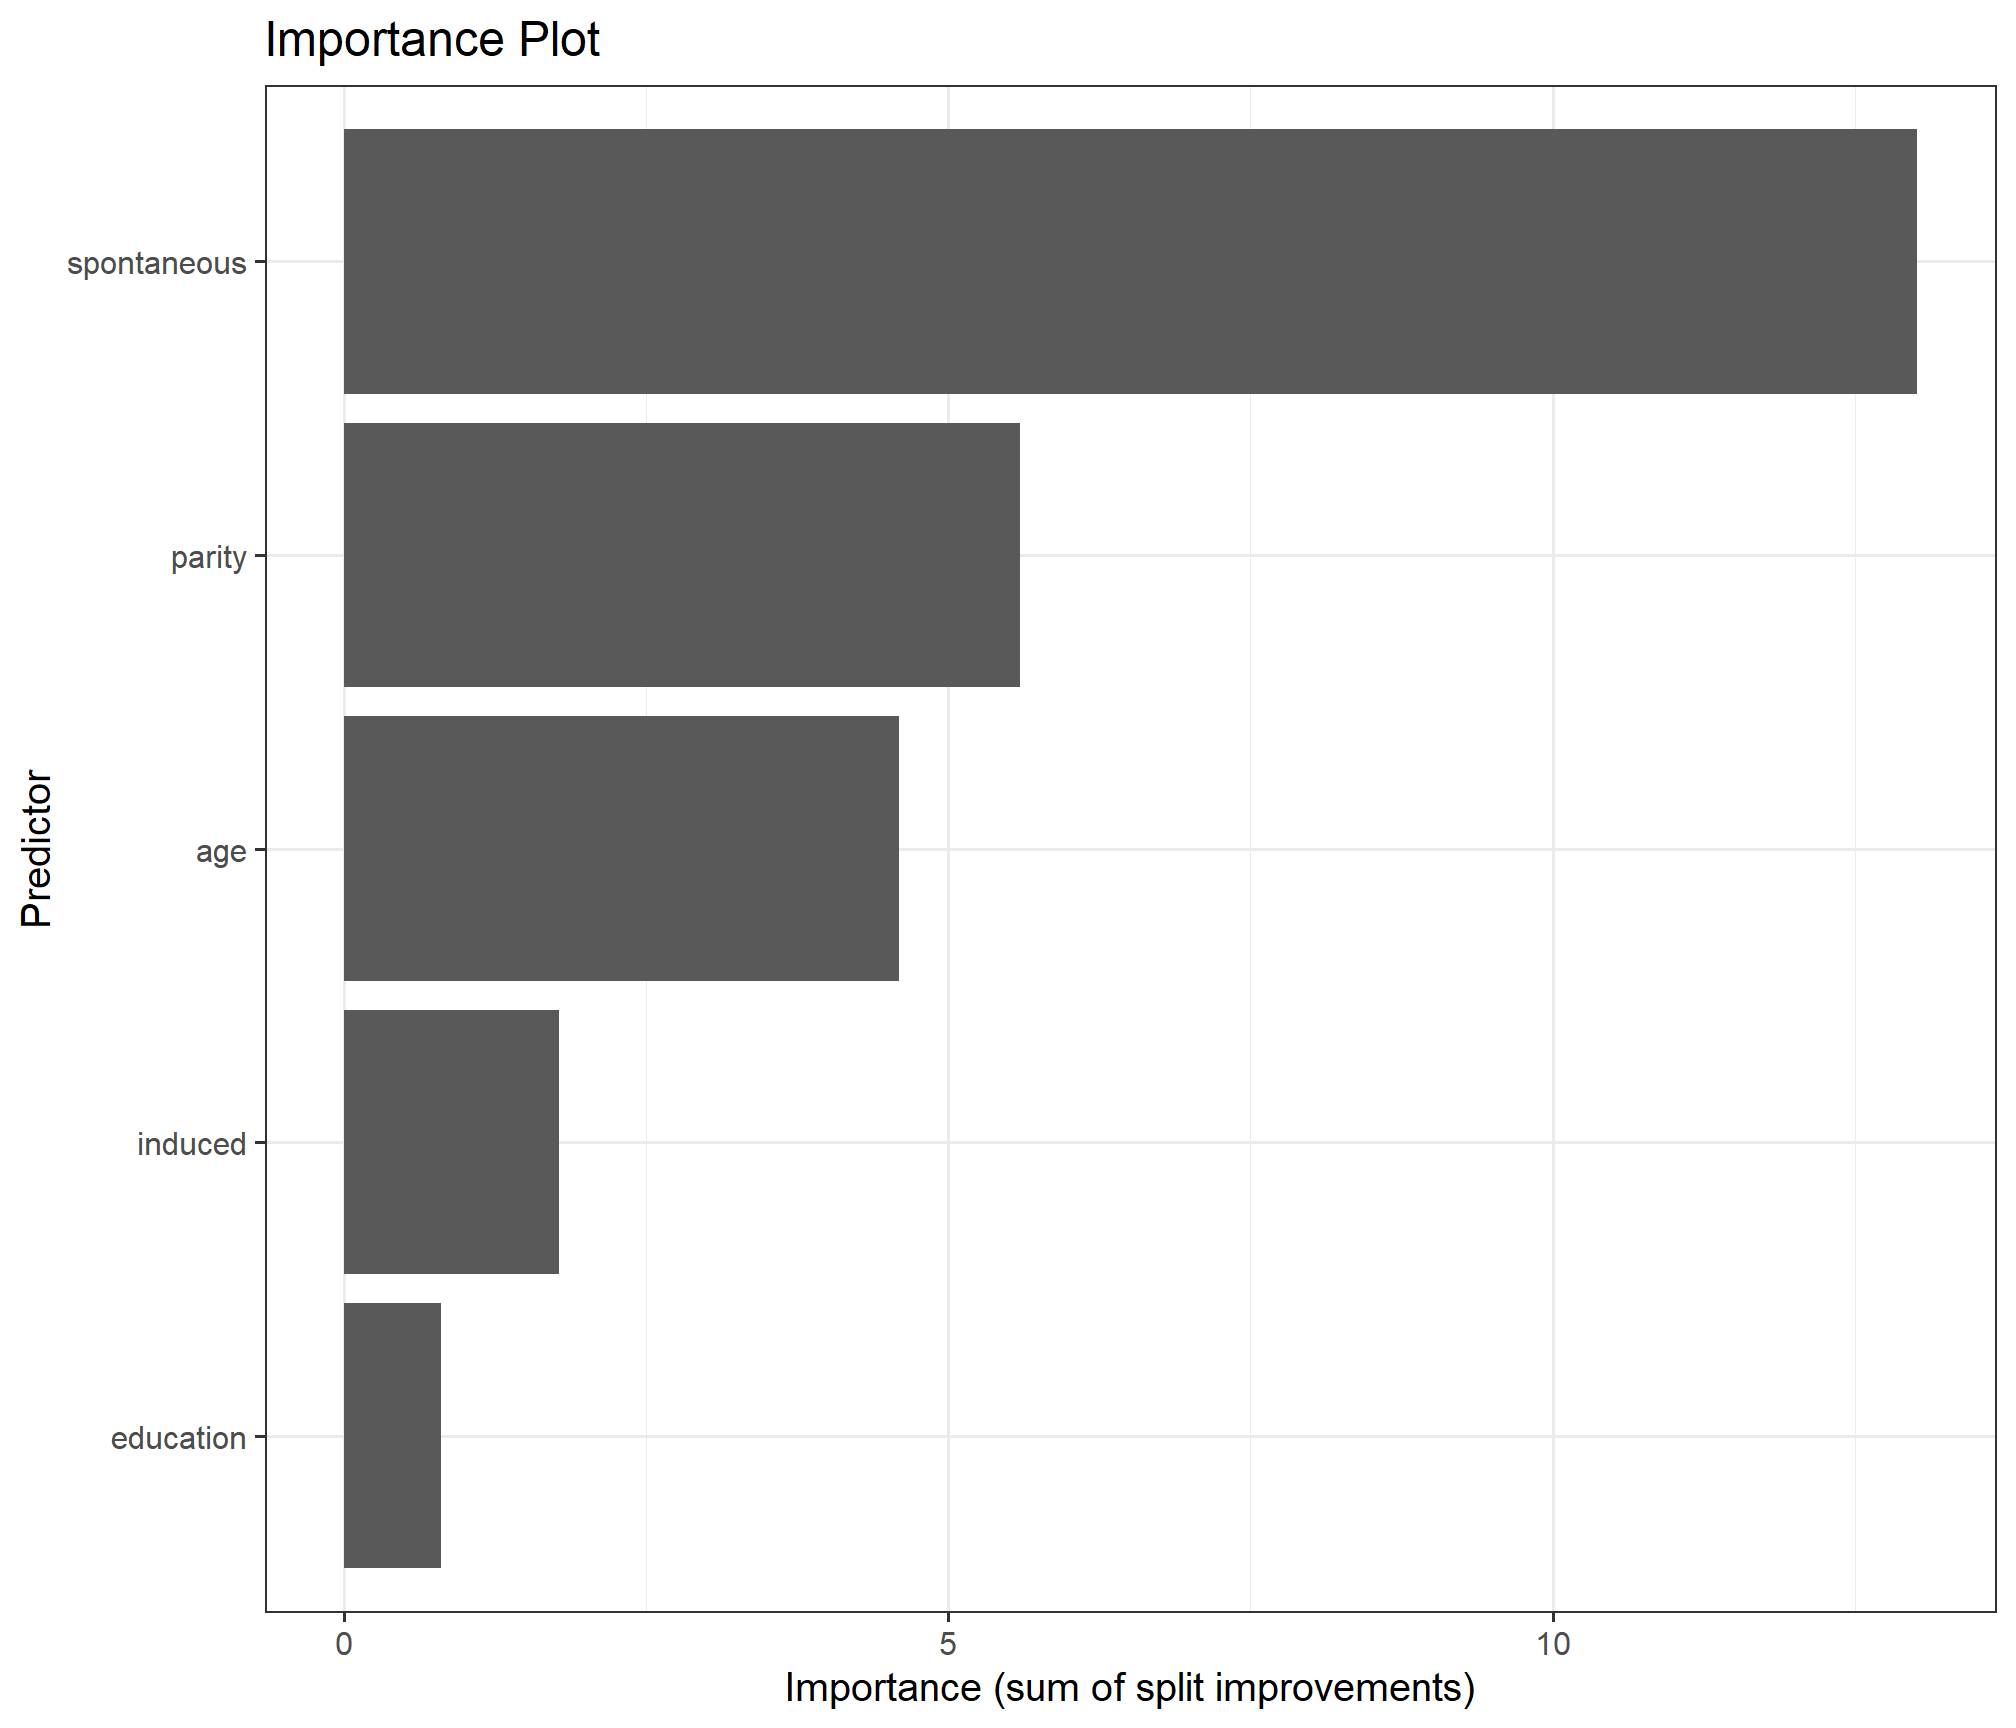 Importance Plot
spontaneous
parity
age
induced
education
Predictor
0
5
10
Importance (sum of split improvements)